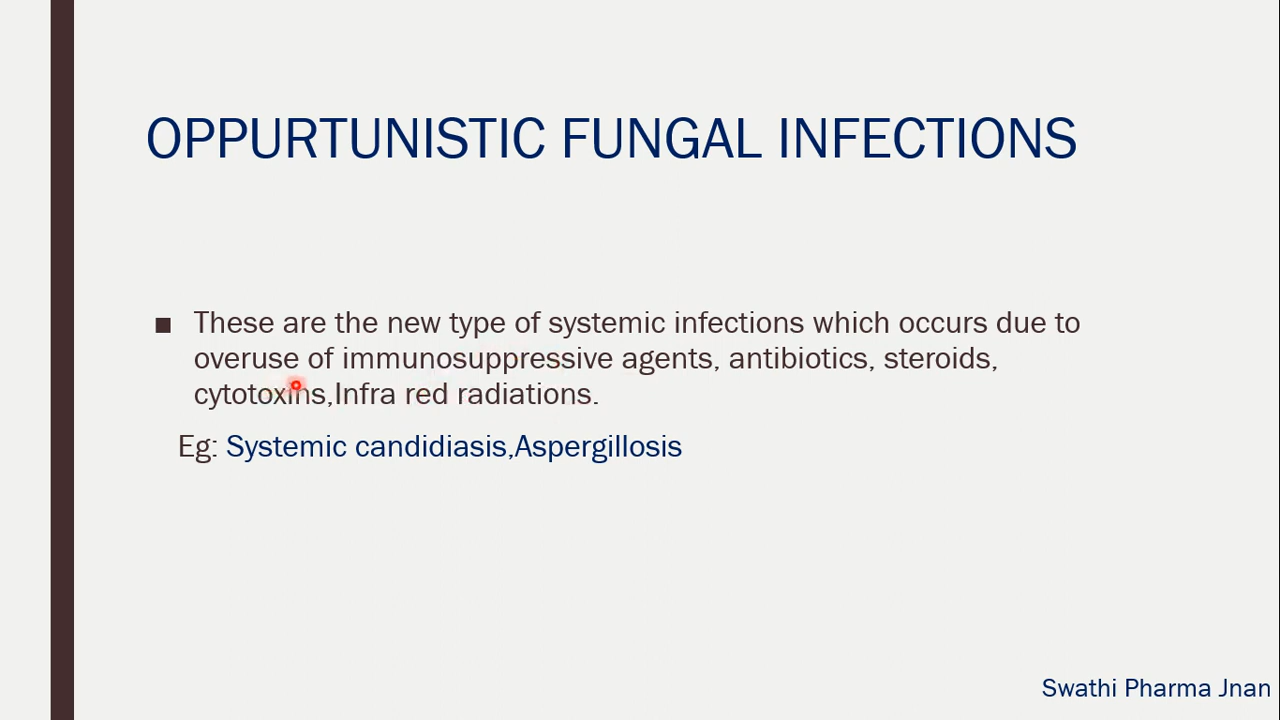 OPPURTUNISTIC FUNGAL INFECTIONS
These are the new type of systemic infections which occurs due to
overuse of immunosuppressive agents, antibiotics, steroids,
cytotoxins,Infra red radiations.
Eg: Systemic candidiasis,Aspergillosis
Swathi Pharma Jnan